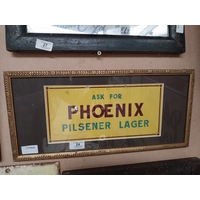 ASK FOR
PHOENIX
PILSENER LAGER